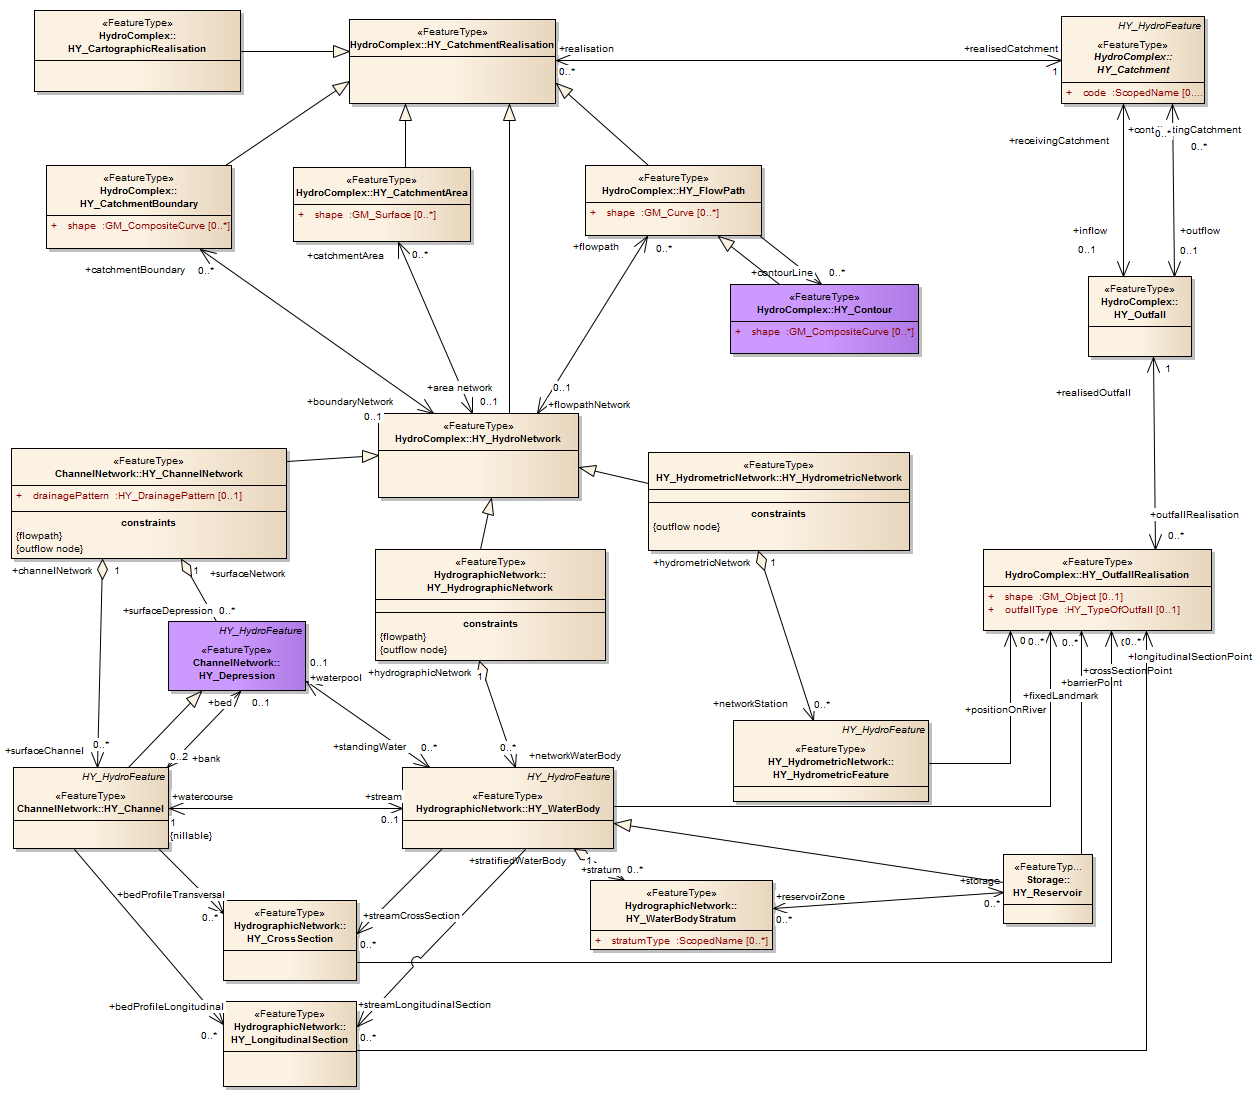 «FeatureType»
HydroComplex::
HY_CartographicRealisation
«FeatureType»
HydroComplex::HY_CatchmentRealisation
+realisation
0..*
+realisedCatchment
1
HY_HydroFeature
«FeatureType»
HydroComplex::
HY_Catchment
+ code :ScopedName [0....
«FeatureType»
HydroComplex::
HY_CatchmentBoundary
+ shape :GM_CompositeCurve [0..*]
«FeatureType»
HydroComplex::HY_CatchmentArea
+ shape :GM_Surface [0..*]
«FeatureType»
HydroComplex::HY_FlowPath
+ shape :GM_Curve [0..*]
+receivingCatchment
0..*
0..*
+inflow
0..1
+outflow
0..1
+catchmentBoundary
0..*
+catchmentArea
0..*
+flowpath
0..*
+contourLine
0..*
«FeatureType»
HydroComplex::HY_Contour
+ shape :GM_CompositeCurve [0..*]
«FeatureType»
HydroComplex::
HY_Outfall
1
+realisedOutfall
+boundaryNetwork
0..1
+area network
0..1
0..1
+flowpathNetwork
«FeatureType»
HydroComplex::HY_HydroNetwork
«FeatureType»
ChannelNetwork::HY_ChannelNetwork
+ drainagePattern :HY_DrainagePattern [0..1]
constraints
{flowpath}
{outflow node}
«FeatureType»
HY_HydrometricNetwork::HY_HydrometricNetwork
constraints
{outflow node}
+outfallRealisation
0..*
«FeatureType»
HydroComplex::HY_OutfallRealisation
+ shape :GM_Object [0..1]
+ outfallType :HY_TypeOfOutfall [0..1]
«FeatureType»
HydrographicNetwork::
HY_HydrographicNetwork
constraints
{flowpath}
{outflow node}
+channelNetwork
1
1
+surfaceNetwork
+hydrometricNetwork
1
+surfaceDepression 0..*
HY_HydroFeature
«FeatureType»
ChannelNetwork::
HY_Depression
0..1
+waterpool
+hydrographicNetwork
1
0..*
0..*
0..*
+longitudinalSectionPoint
+crossSectionPoint
+barrierPoint
+fixedLandmark
+positionOnRiver
+bed
0..1
+networkStation
0..*
+surfaceChannel
0..*
0..2
+bank
+standingWater
0..*
0..*
+networkWaterBody
HY_HydroFeature
«FeatureType»
HY_HydrometricNetwork::
HY_HydrometricFeature
HY_HydroFeature
«FeatureType»
ChannelNetwork::HY_Channel
+watercourse
1
{nillable}
+stream
0..1
HY_HydroFeature
«FeatureType»
HydrographicNetwork::HY_WaterBody
+stratifiedWaterBody
1
+stratum 0..*
«FeatureTyp...
Storage::
HY_Reservoir
+storage
0..*
+reservoirZone
0..*
«FeatureType»
HydrographicNetwork::
HY_WaterBodyStratum
+ stratumType :ScopedName [0..*]
+bedProfileTransversal
0..*
+streamCrossSection
0..*
«FeatureType»
HydrographicNetwork::
HY_CrossSection
+bedProfileLongitudinal
0..*
+streamLongitudinalSection
0..*
«FeatureType»
HydrographicNetwork::
HY_LongitudinalSection